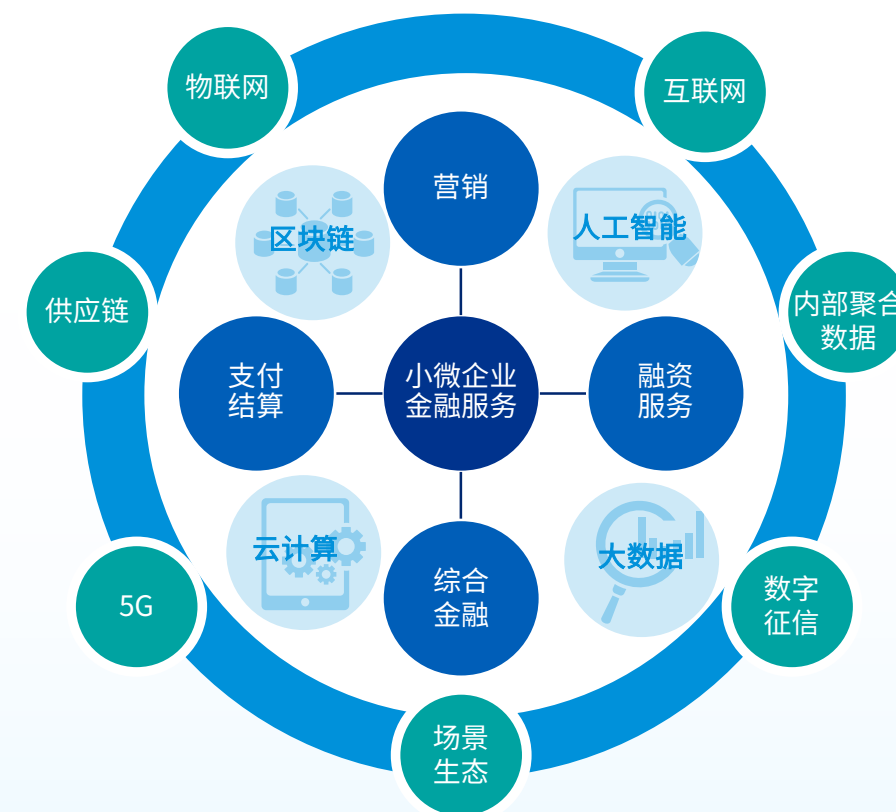 物联网
互联网
营销
区块链
人工智能
供应链
内部聚合
数据
支付
结算
小微企业
金融服务
融资
服务
云计算
大数据
5G
综合
金融
数字
征信
场景
生态